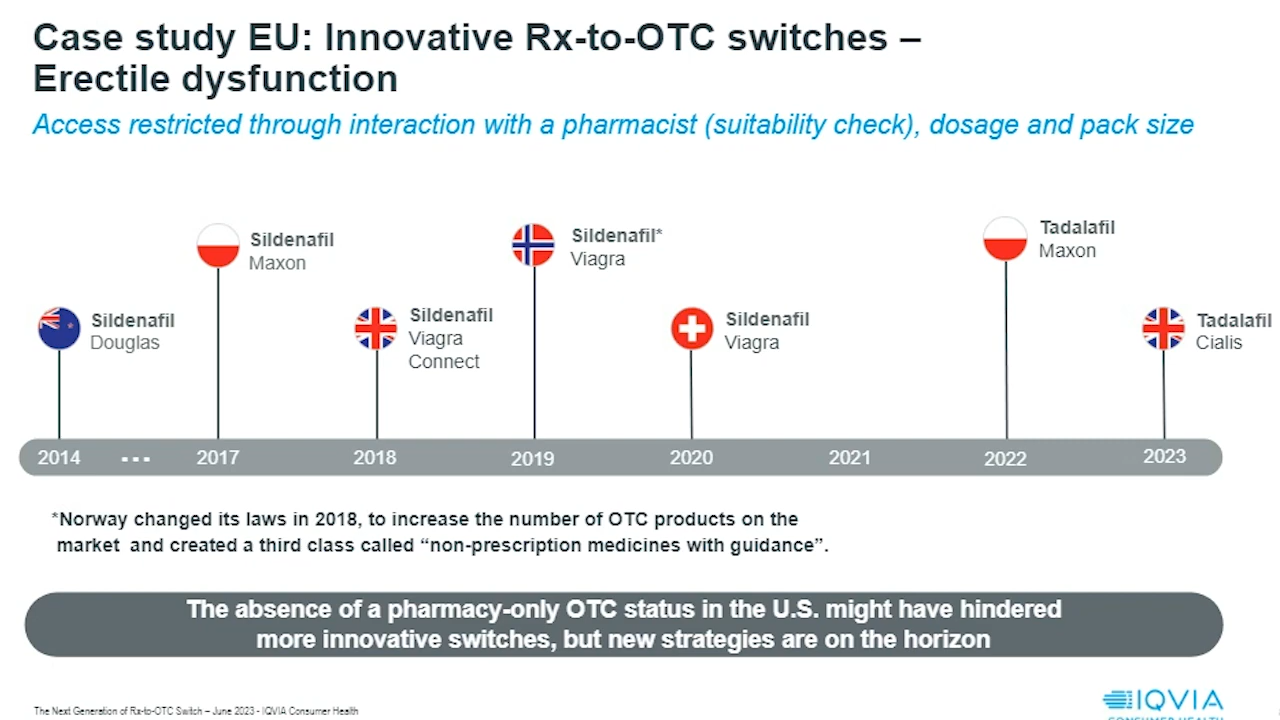 Case study EU: Innovative Rx-to-OTC switches –
Erectile dysfunction
Access restricted through interaction with a pharmacist (suitability check), dosage and pack size
Sildenafil
Douglas
Sildenafil
Maxon
Sildenafil
Viagra
Connect
Sildenafil*
Viagra
Sildenafil
Viagra
Tadalafil
Maxon
Tadalafil
Cialis
2014 ... 2017 2018 2019 2020 2021 2022 2023
*Norway changed its laws in 2018, to increase the number of OTC products on the
market and created a third class called “non-prescription medicines with guidance”.
The absence of a pharmacy-only OTC status in the U.S. might have hindered
more innovative switches, but new strategies are on the horizon
The Next Generation of Rx-to-OTC Switch – June 2023 - IQVIA Consumer Health
IQVIA
CONSUMER HEALTH